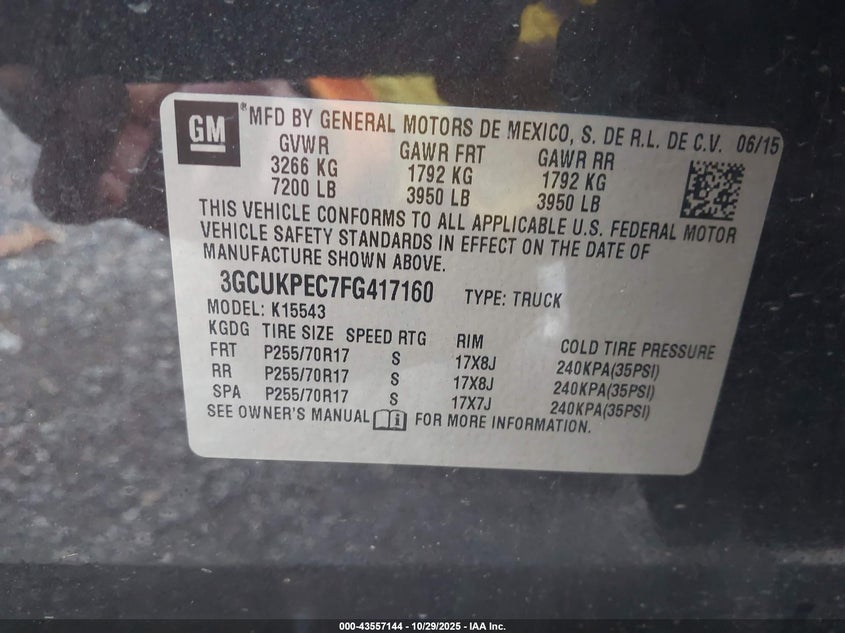 GM
® MFD BY GENERAL MOTORS DE MEXICO, S. DE R.L. DE C.V. 06/15
GVWR GAWR FRT GAWR RR
3266 KG 1792 KG 1792 KG
7200 LB 3950 LB 3950 LB
THIS VEHICLE CONFORMS TO ALL APPLICABLE U.S. FEDERAL MOTOR
VEHICLE SAFETY STANDARDS IN EFFECT ON THE DATE OF
MANUFACTURE SHOWN ABOVE.
3GCUKPEC7FG417160 TYPE: TRUCK
MODEL: K15543
KGDG TIRE SIZE SPEED RTG RIM COLD TIRE PRESSURE
FRT P255/70R17 S 17X8J 240KPA(35PSI)
RR P255/70R17 S 17X8J 240KPA(35PSI)
SPA P255/70R17 S 17X7J 240KPA(35PSI)
SEE OWNER'S MANUAL i FOR MORE INFORMATION.
000-43557144 - 10/29/2025 - IAA Inc.